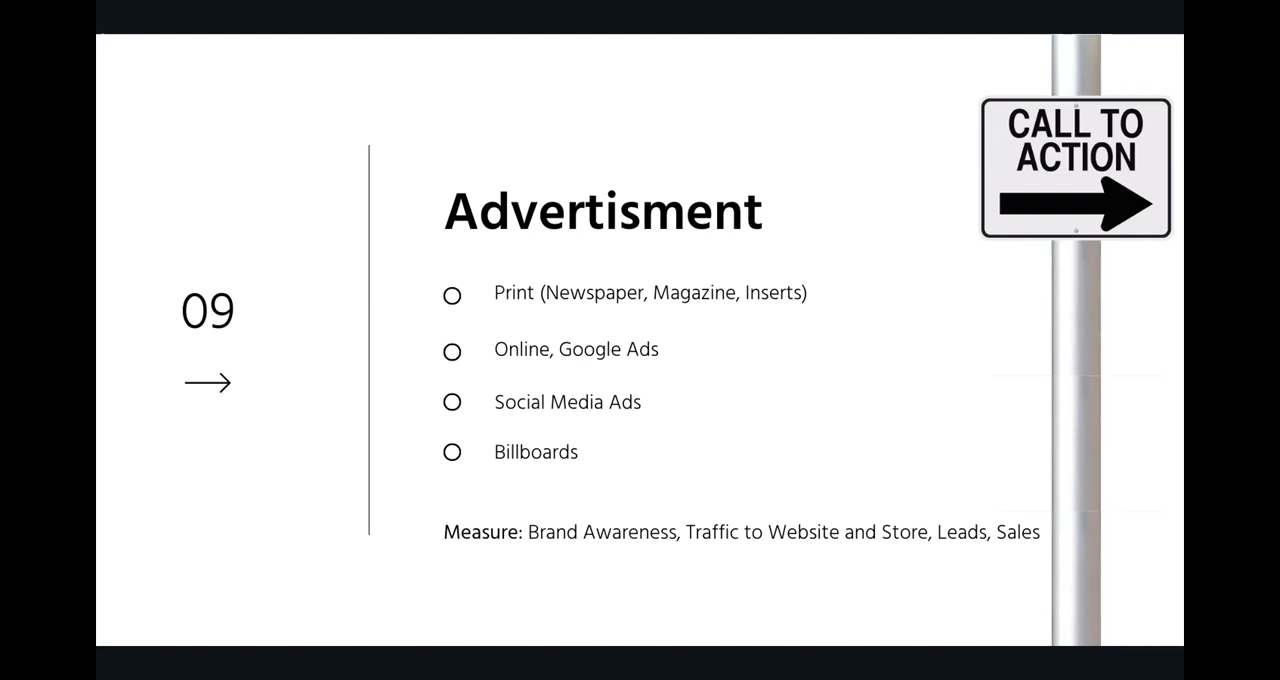 09
Advertisment
Print (Newspaper, Magazine, Inserts)
Online, Google Ads
Social Media Ads
Billboards
Measure: Brand Awareness, Traffic to Website and Store, Leads, Sales
CALL TO
ACTION